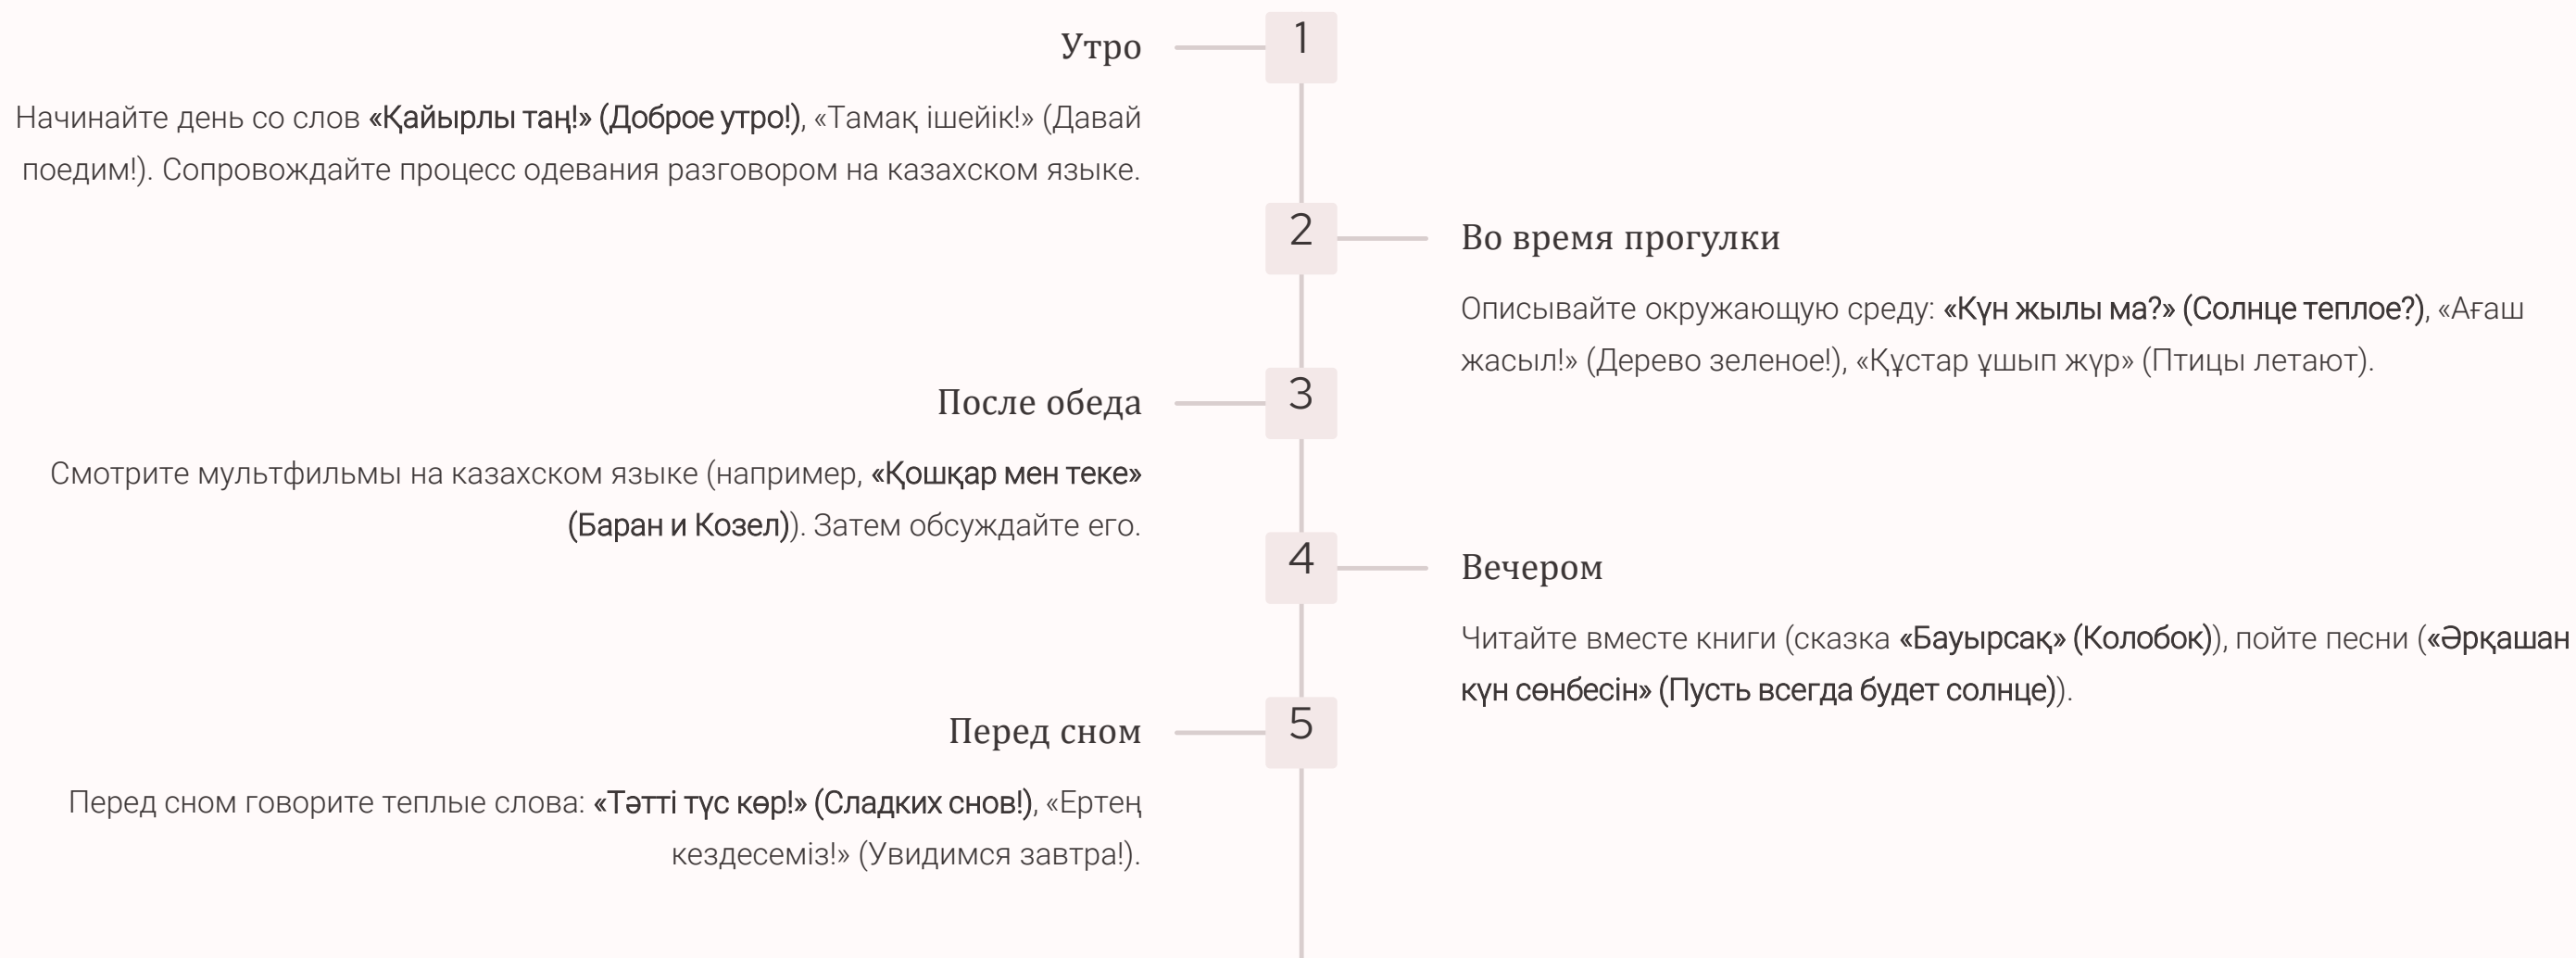 1
Утро
Начинайте день со слов «Қайырлы таң!» (Доброе утро!), «Тамақ ішейік!» (Давай
поедим!). Сопровождайте процесс одевания разговором на казахском языке.
2
Во время прогулки
Описывайте окружающую среду: «Күн жылы ма?» (Солнце теплое?), «Ағаш
жасыл!» (Дерево зеленое!), «Құстар ұшып жүр» (Птицы летают).
3
После обеда
Смотрите мультфильмы на казахском языке (например, «Қошқар мен теке»
(Баран и Козел)). Затем обсуждайте его.
4
Вечером
Читайте вместе книги (сказка «Бауырсақ» (Колобок)), пойте песни («Әрқашан
күн сөнбесін» (Пусть всегда будет солнце)).
5
Перед сном
Перед сном говорите теплые слова: «Тәтті түс көр!» (Сладких снов!), «Ертең
кездесеміз!» (Увидимся завтра!).